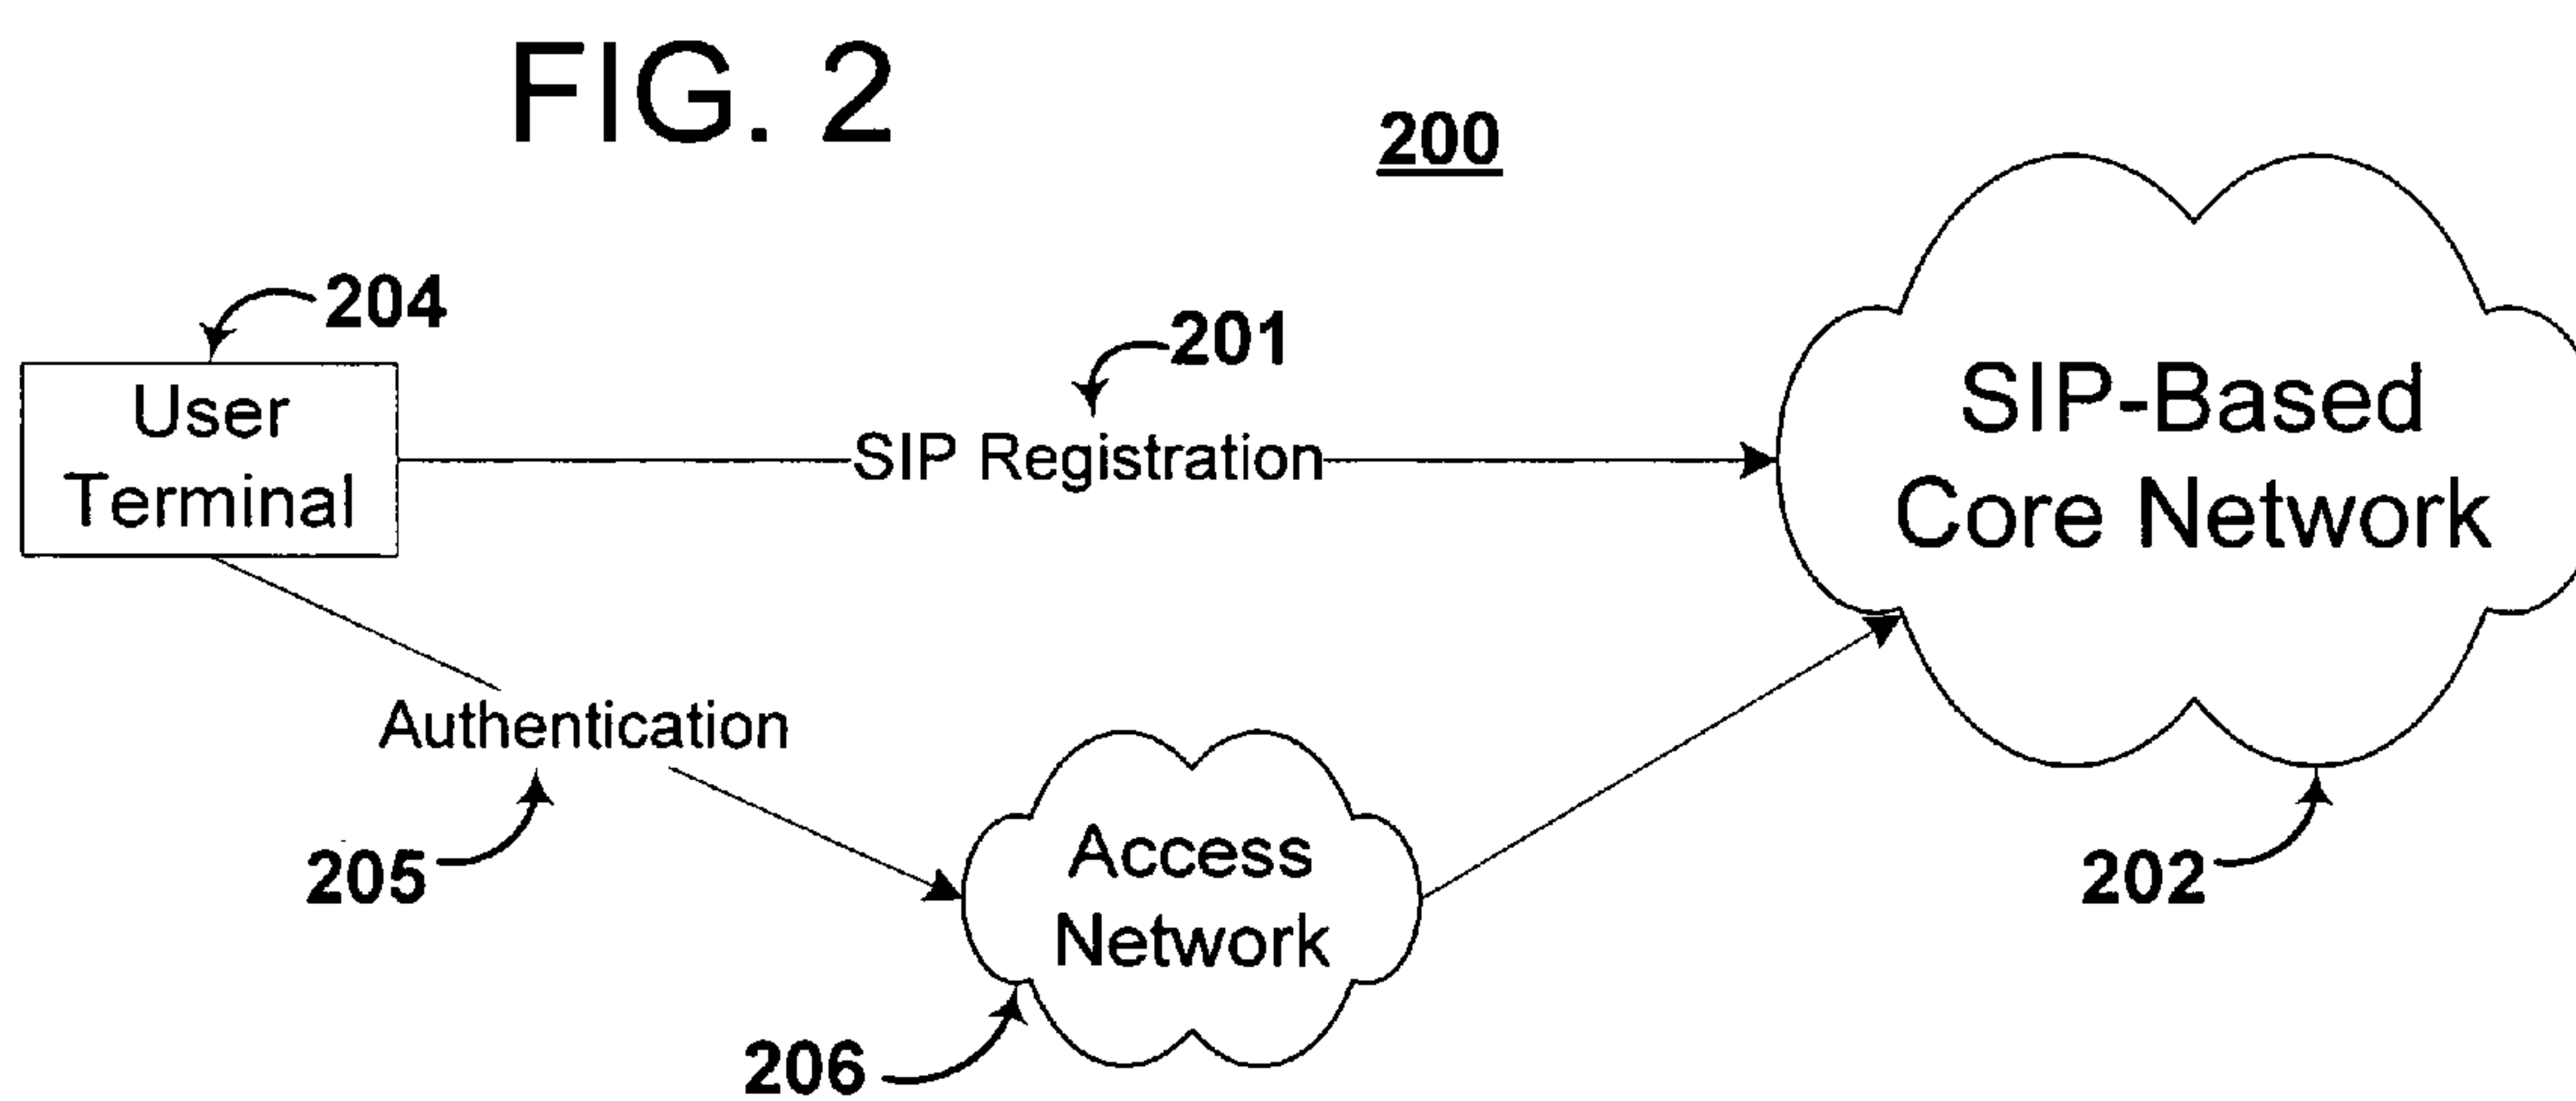 FIG. 2
200
204
201
User
Terminal
SIP Registration
SIP-Based
Core Network
Authentication
205
Access
Network
202
206